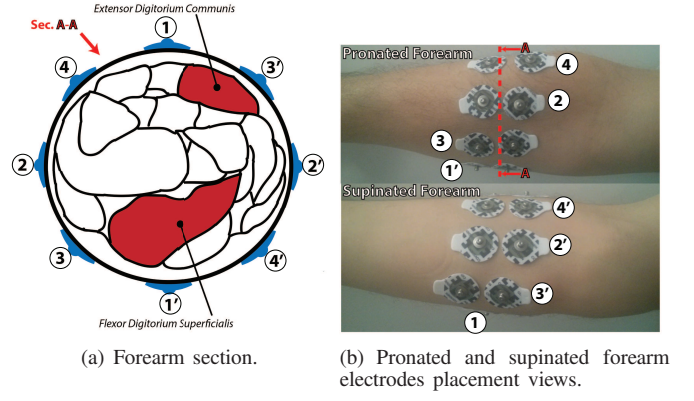 Extensor Digitorium Communis
Sec. A-A
1
4
3′
2
2′
3
4′
1′
Flexor Digitorium Superficialis
(a) Forearm section.
Pronated Forearm
A
4
2
3
1′
A
Supinated Forearm
4′
2′
3′
1
(b) Pronated and supinated forearm
electrodes placement views.